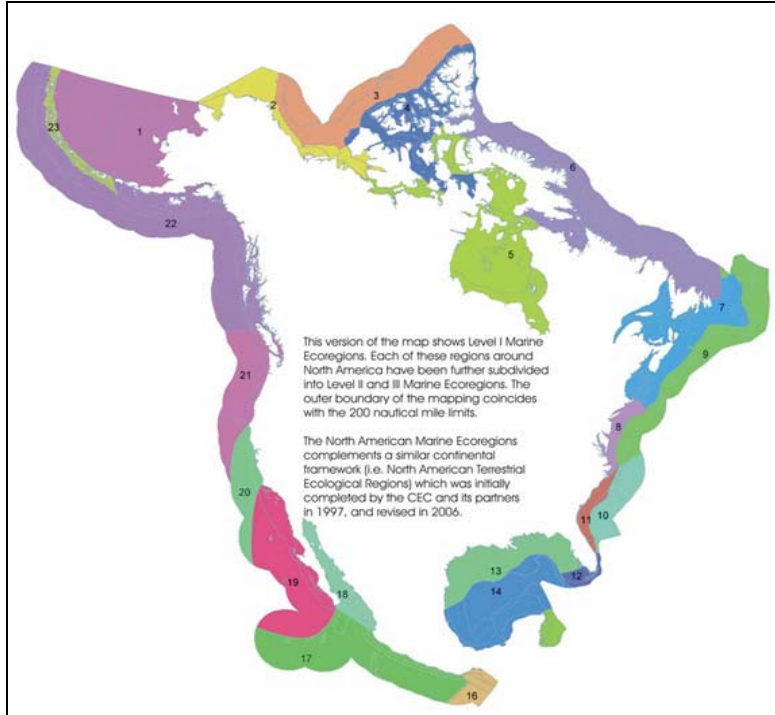 3
2
4
23
1
6
22
5
7
This version of the map shows Level I Marine
Ecoregions. Each of these regions around
North America have been further subdivided
into Level II and III Marine Ecoregions. The
outer boundary of the mapping coincides
with the 200 nautical mile limits.
9
21
8
The North American Marine Ecoregions
complements a similar continental
framework (i.e. North American Terrestrial
Ecological Regions) which was initially
completed by the CEC and its partners
in 1997, and revised in 2006.
20
11
10
13
12
19
14
18
17
16